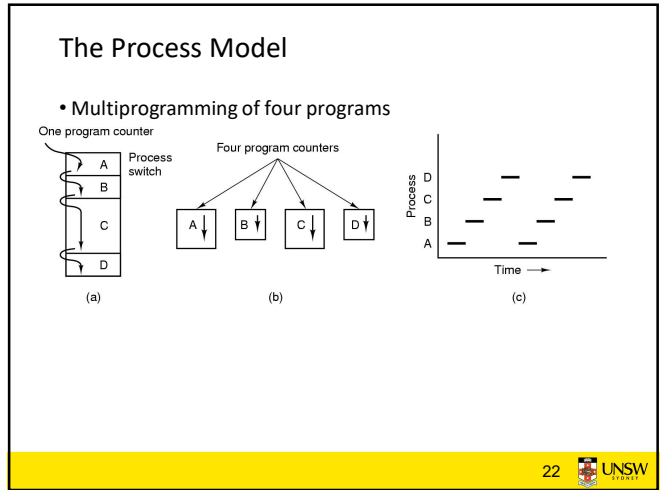 The Process Model
• Multiprogramming of four programs
One program counter
Process
switch
A
B
C
D
(a)
Four program counters
A
B
C
D
(b)
Process
D
C
B
A
Time
(c)
22
UNSW
SYDNEY